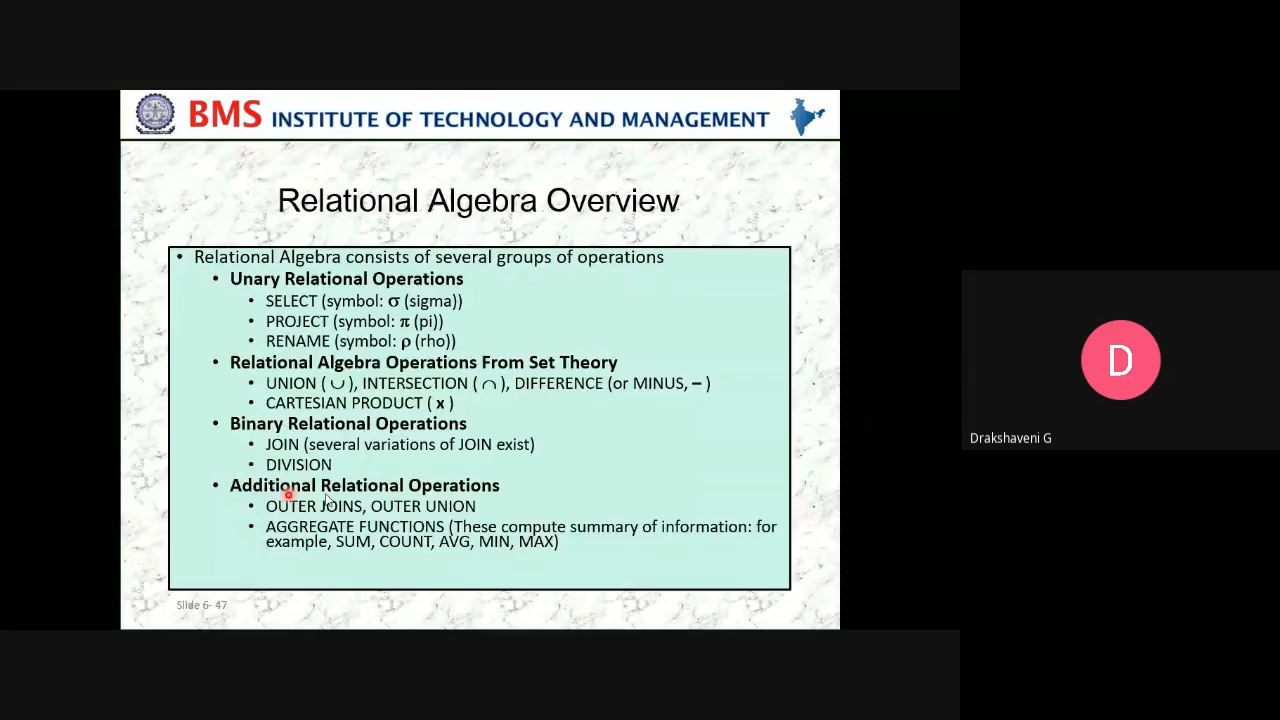 BMS INSTITUTE OF TECHNOLOGY AND MANAGEMENT
Relational Algebra Overview
• Relational Algebra consists of several groups of operations
• Unary Relational Operations
• SELECT (symbol: σ (sigma))
• PROJECT (symbol: π (pi))
• RENAME (symbol: ρ (rho))
• Relational Algebra Operations From Set Theory
• UNION ( ∪ ), INTERSECTION ( ∩ ), DIFFERENCE (or MINUS, – )
• CARTESIAN PRODUCT ( x )
• Binary Relational Operations
• JOIN (several variations of JOIN exist)
• DIVISION
• Additional Relational Operations
• OUTER JOINS, OUTER UNION
• AGGREGATE FUNCTIONS (These compute summary of information: for
example, SUM, COUNT, AVG, MIN, MAX)
Slide 6- 47
D
Drakshaveni G